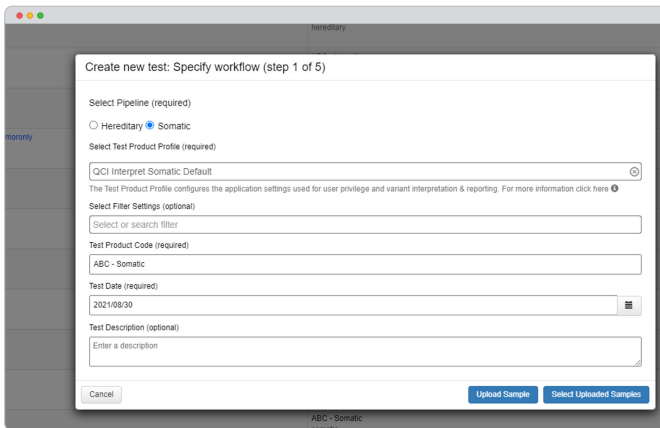 hereditary
Create new test: Specify workflow (step 1 of 5)
Select Pipeline (required)
Hereditary Somatic
moronly
Select Test Product Profile (required)
QCI Interpret Somatic Default
The Test Product Profile configures the application settings used for user privilege and variant interpretation & reporting. For more information click here
Select Filter Settings (optional)
Select or search filter
Test Product Code (required)
ABC - Somatic
Test Date (required)
2021/08/30
Test Description (optional)
Enter a description
Cancel Upload Sample Select Uploaded Samples
ABC - Somatic